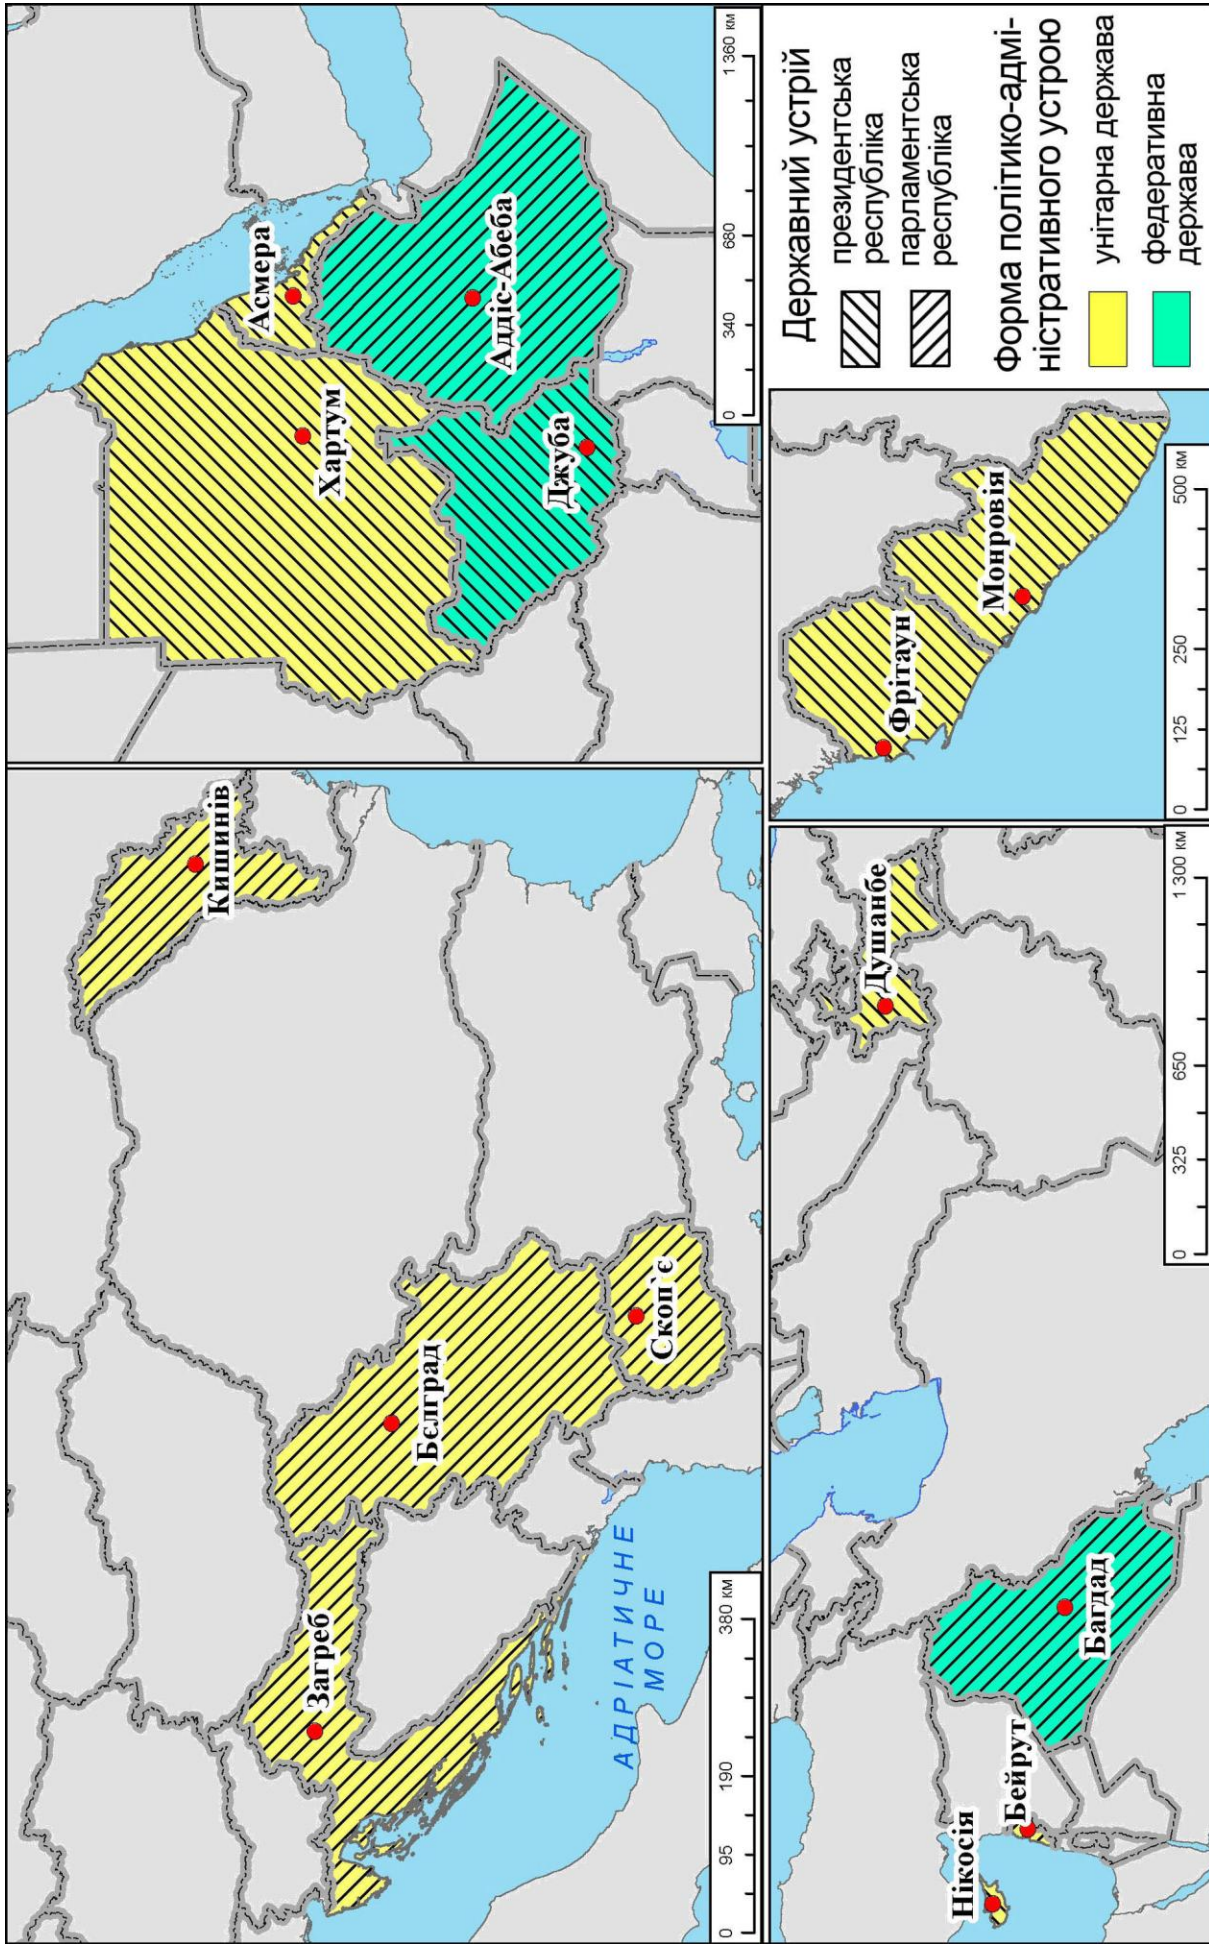 Кишинів
Загреб
Бєлград
Скоп`є
АДРІАТИЧНЕ
МОРЕ
0 95 190 380 км
Хартум
Асмера
Аддіс-Абеба
Джуба
0 340 680 1 360 км
Нікосія
Бейрут
Багдад
Душанбе
0 325 650 1 300 км
Фрітаун
Монровія
0 125 250 500 км
Державний устрій
президентська
республіка
парламентська
республіка
Форма політико-адмі-
ністративного устрою
унітарна держава
федеративна
держава